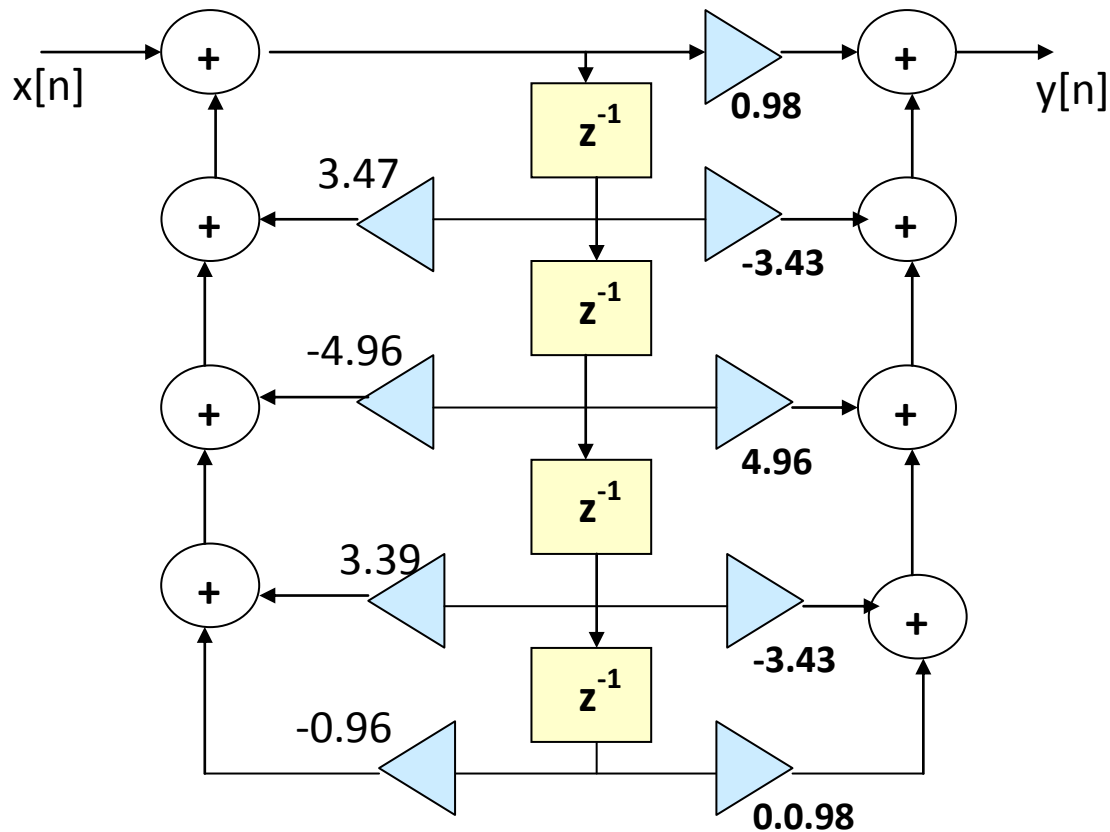 +
+
x[n]
y[n]
0.98
z-1
3.47
+
+
-3.43
z-1
-4.96
+
+
4.96
z-1
3.39
+
+
-3.43
z-1
-0.96
0.0.98